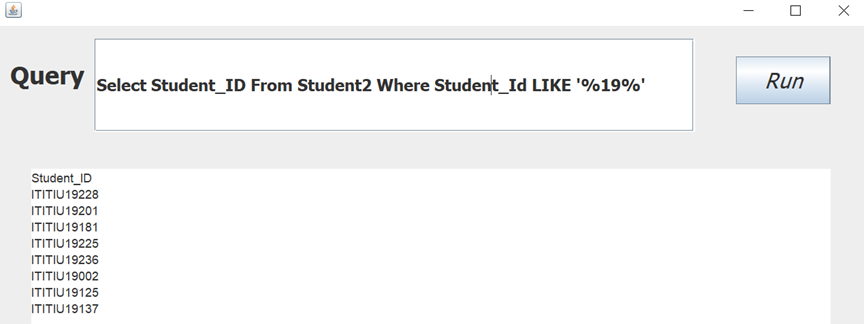 Query
Select Student_ID From Student2 Where Student_Id LIKE '%19%'
Run
Student_ID
ITITIU19228
ITITIU19201
ITITIU19181
ITITIU19225
ITITIU19236
ITITIU19002
ITITIU19125
ITITIU19137